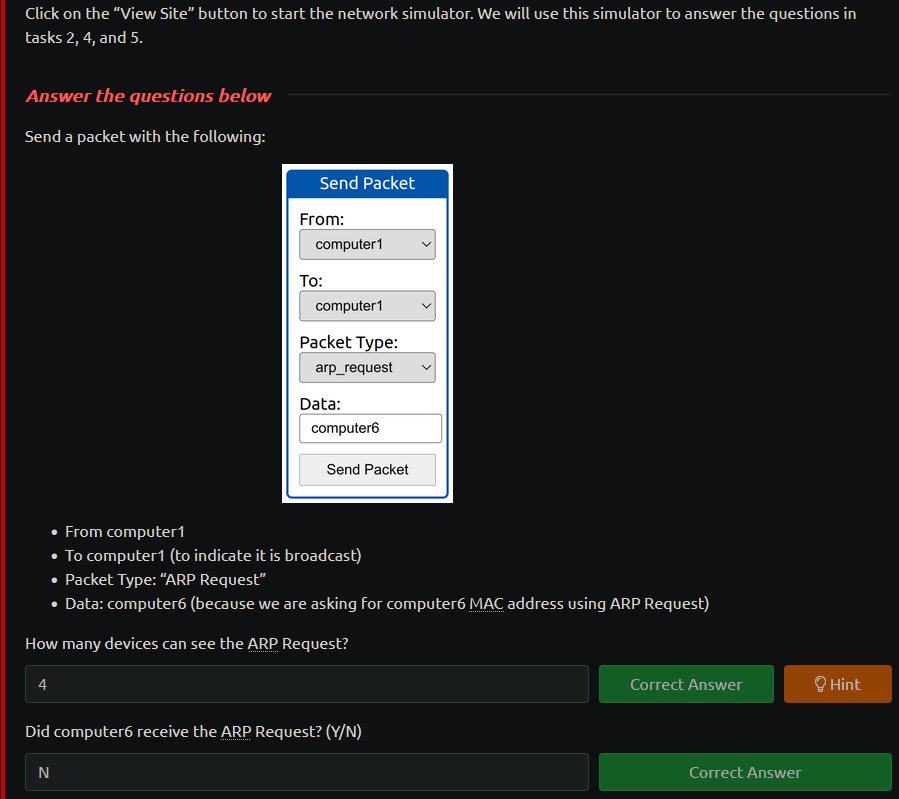 Click on the “View Site” button to start the network simulator. We will use this simulator to answer the questions in
tasks 2, 4, and 5.
Answer the questions below
Send a packet with the following:
Send Packet
From:
computer1
To:
computer1
Packet Type:
arp_request
Data:
computer6
Send Packet
• From computer1
• To computer1 (to indicate it is broadcast)
• Packet Type: “ARP Request”
• Data: computer6 (because we are asking for computer6 MAC address using ARP Request)
How many devices can see the ARP Request?
4
Correct Answer
Hint
Did computer6 receive the ARP Request? (Y/N)
N
Correct Answer